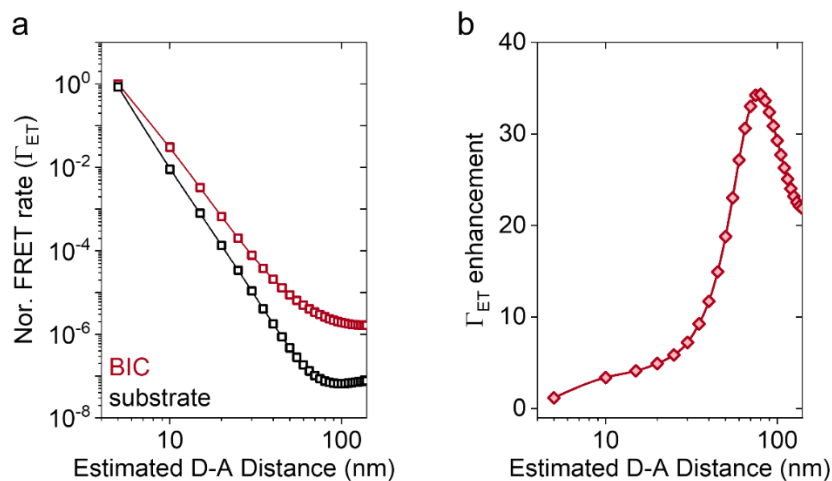 a
Nor. FRET rate (Γ_ET)
10^0
10^-2
10^-4
10^-6
10^-8
BIC
substrate
10
100
Estimated D-A Distance (nm)
b
Γ_ET enhancement
40
30
20
10
0
10
100
Estimated D-A Distance (nm)